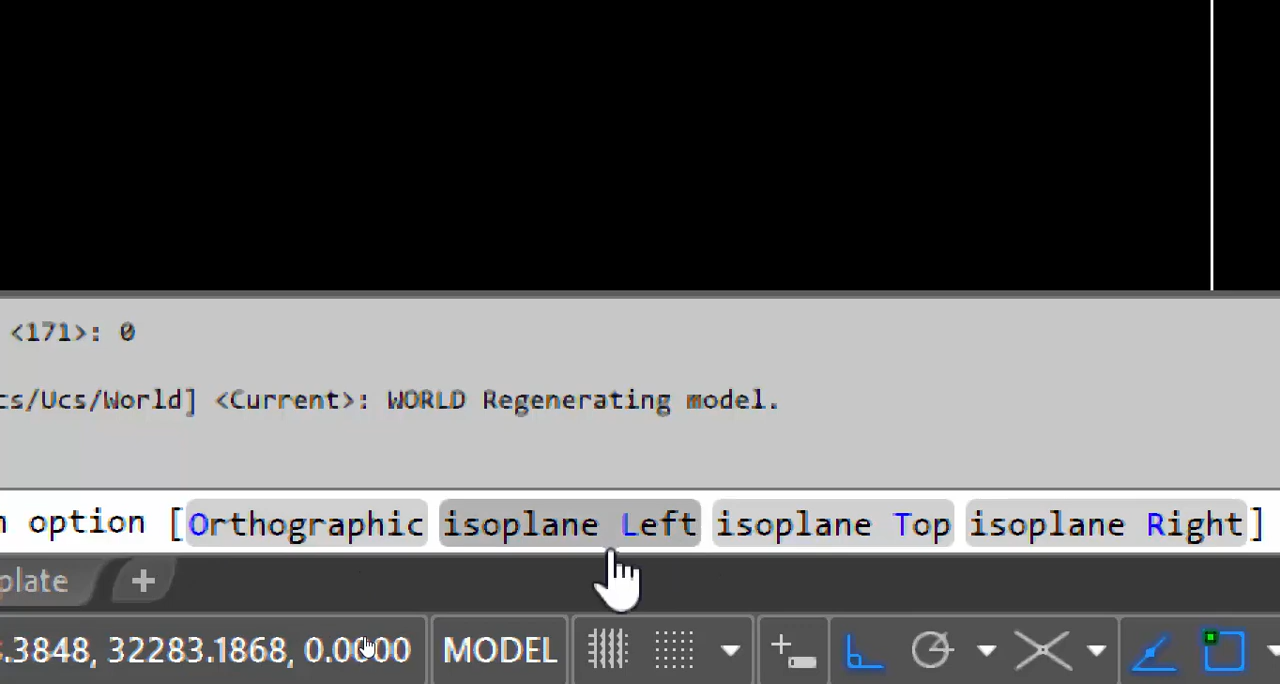 <171>: 0
cs/Ucs/World] <Current>: WORLD Regenerating model.
n option [Orthographic isoplane Left isoplane Top isoplane Right]
plate +
.3848, 32283.1868, 0.0000 MODEL